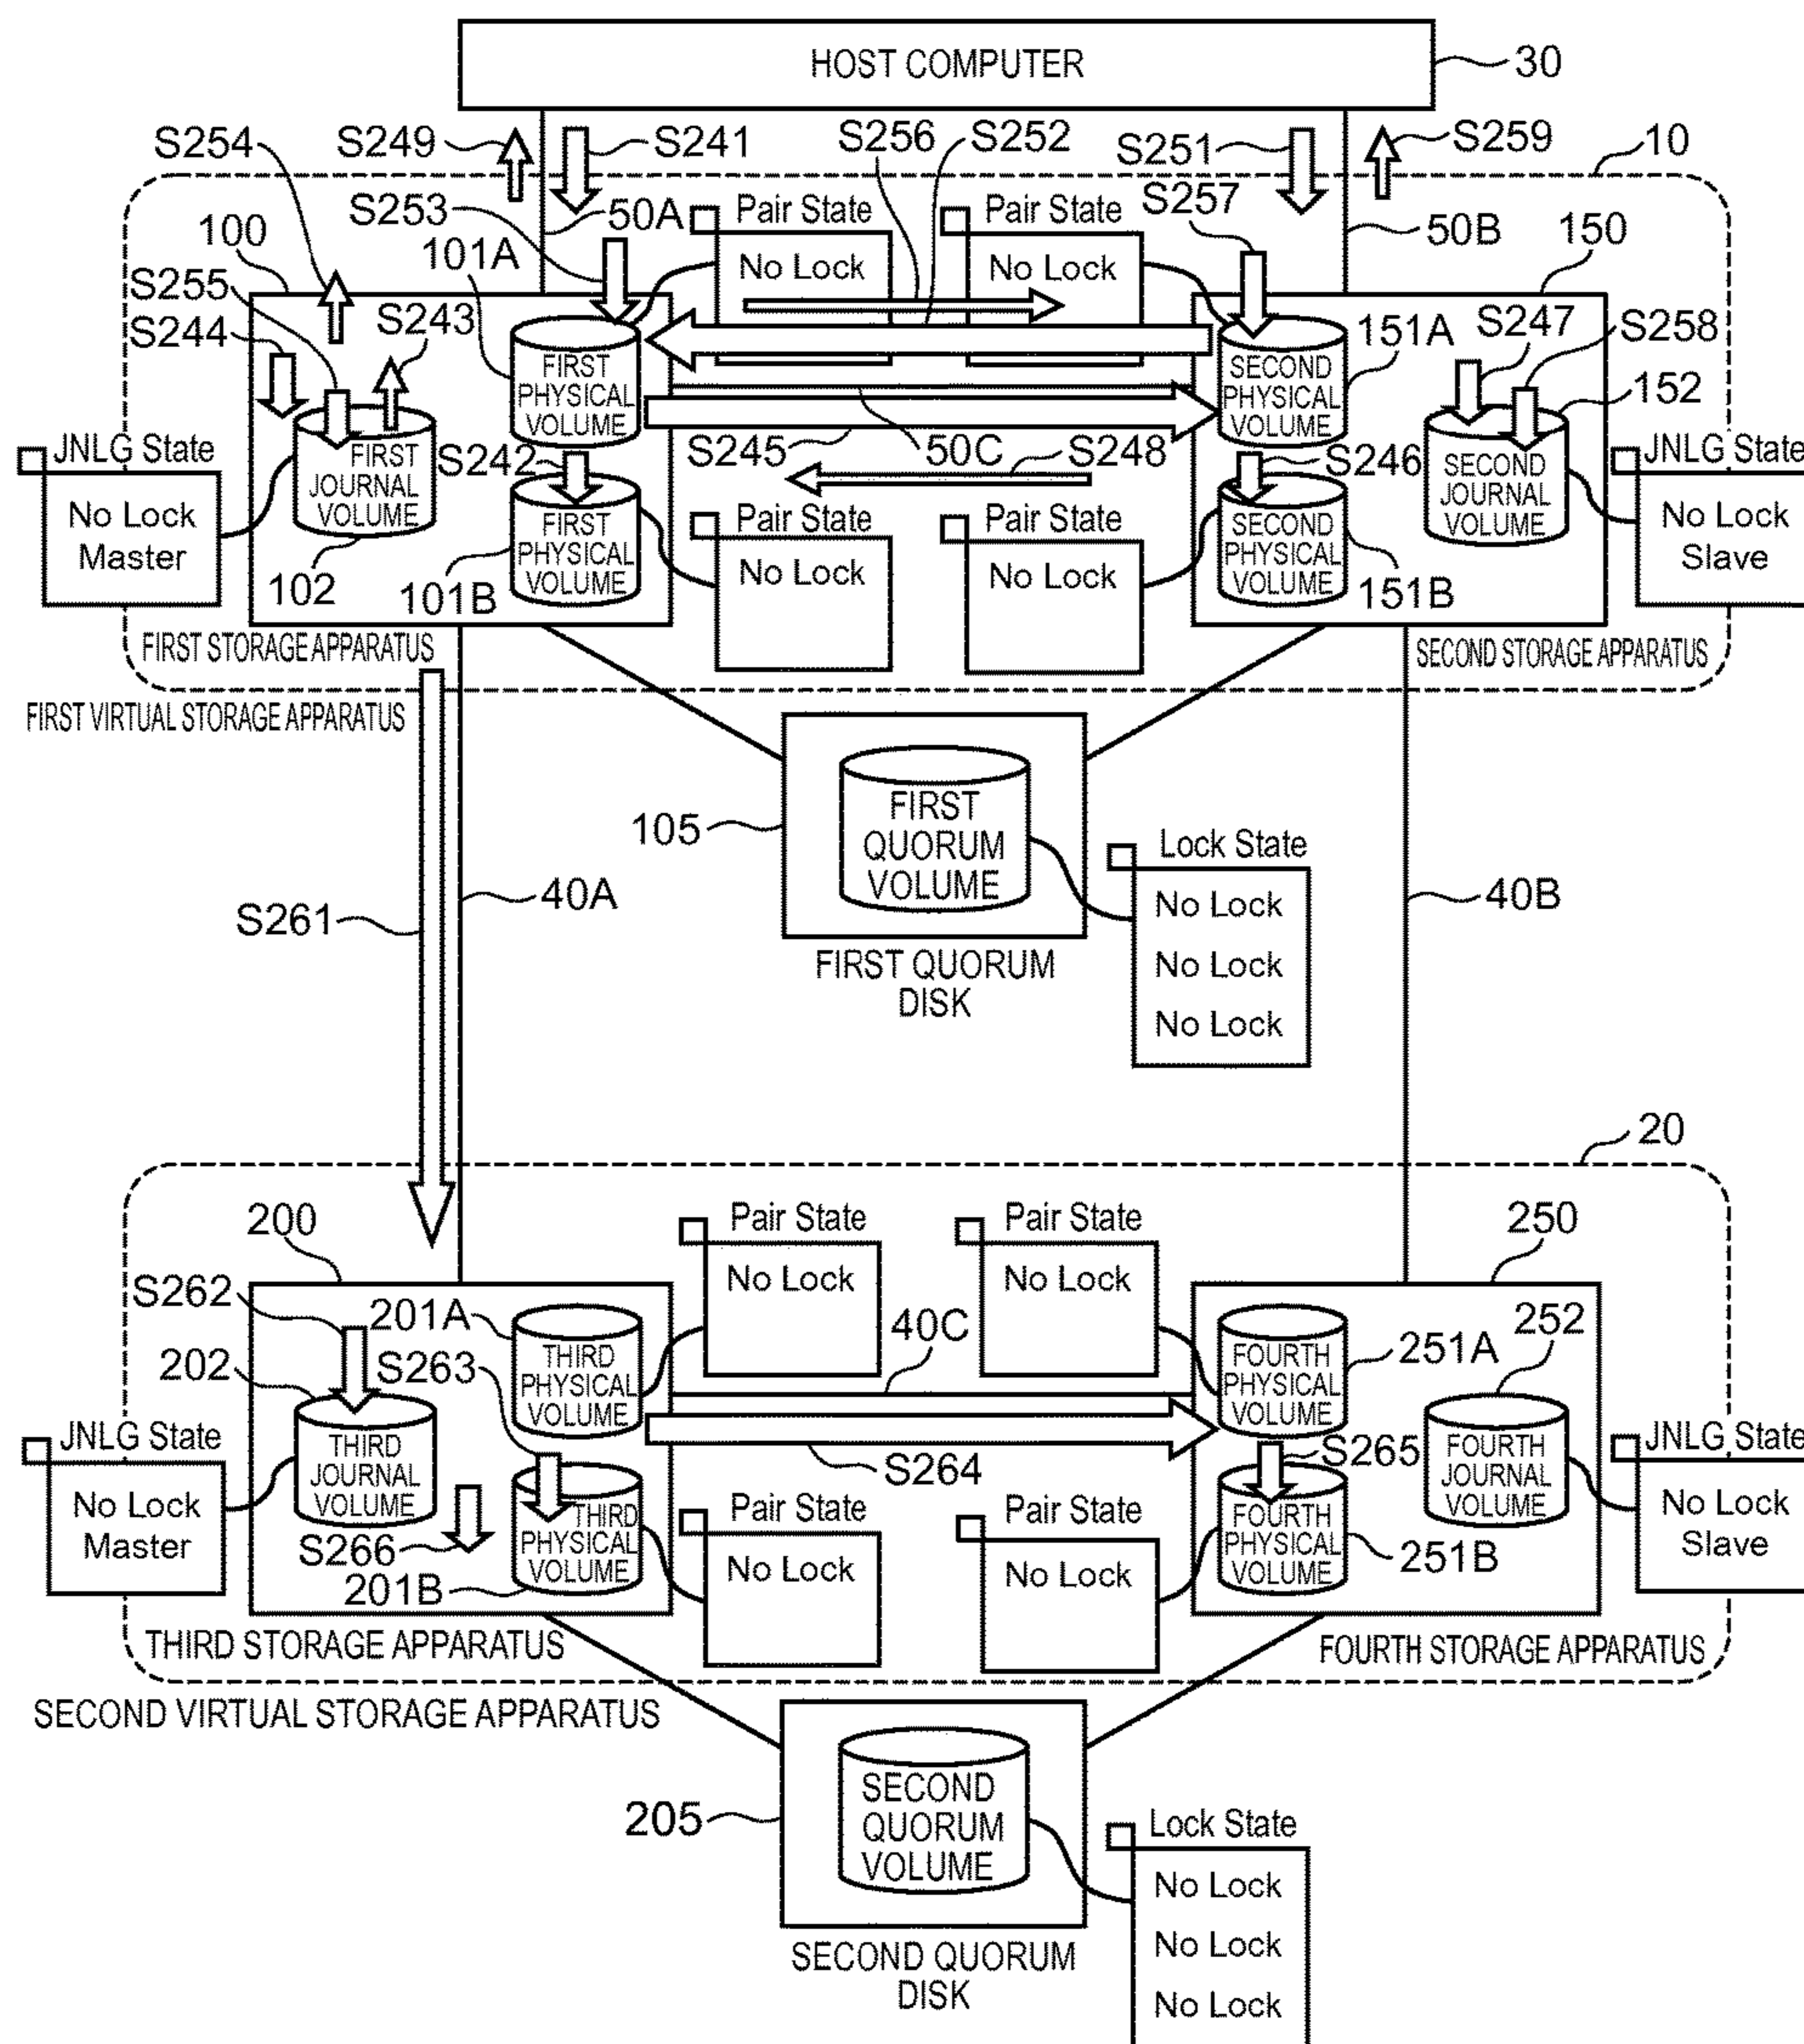 HOST COMPUTER
30
S254
S249
S241
S256
S252
S251
S259
10
S253
50A
Pair State
Pair State
S257
100
101A
No Lock
No Lock
50B
150
S255
S244
S243
S247
S258
151A
152
FIRST
PHYSICAL
VOLUME
SECOND
PHYSICAL
VOLUME
JNLG State
No Lock
Master
FIRST
JOURNAL
VOLUME
S242
S245
50C
S248
S246
SECOND
JOURNAL
VOLUME
JNLG State
No Lock
Slave
FIRST
PHYSICAL
VOLUME
Pair State
No Lock
Pair State
No Lock
SECOND
PHYSICAL
VOLUME
102
101B
151B
FIRST STORAGE APPARATUS
SECOND STORAGE APPARATUS
FIRST VIRTUAL STORAGE APPARATUS
FIRST
QUORUM
VOLUME
105
Lock State
No Lock
No Lock
No Lock
S261
40A
40B
FIRST QUORUM
DISK
20
200
Pair State
No Lock
Pair State
No Lock
250
S262
201A
40C
251A
252
202
S263
THIRD
PHYSICAL
VOLUME
FOURTH
PHYSICAL
VOLUME
JNLG State
No Lock
Master
THIRD
JOURNAL
VOLUME
S264
S265
FOURTH
JOURNAL
VOLUME
JNLG State
No Lock
Slave
S266
THIRD
PHYSICAL
VOLUME
Pair State
No Lock
Pair State
No Lock
FOURTH
PHYSICAL
VOLUME
201B
251B
THIRD STORAGE APPARATUS
FOURTH STORAGE APPARATUS
SECOND VIRTUAL STORAGE APPARATUS
SECOND
QUORUM
VOLUME
205
Lock State
No Lock
No Lock
No Lock
SECOND QUORUM
DISK